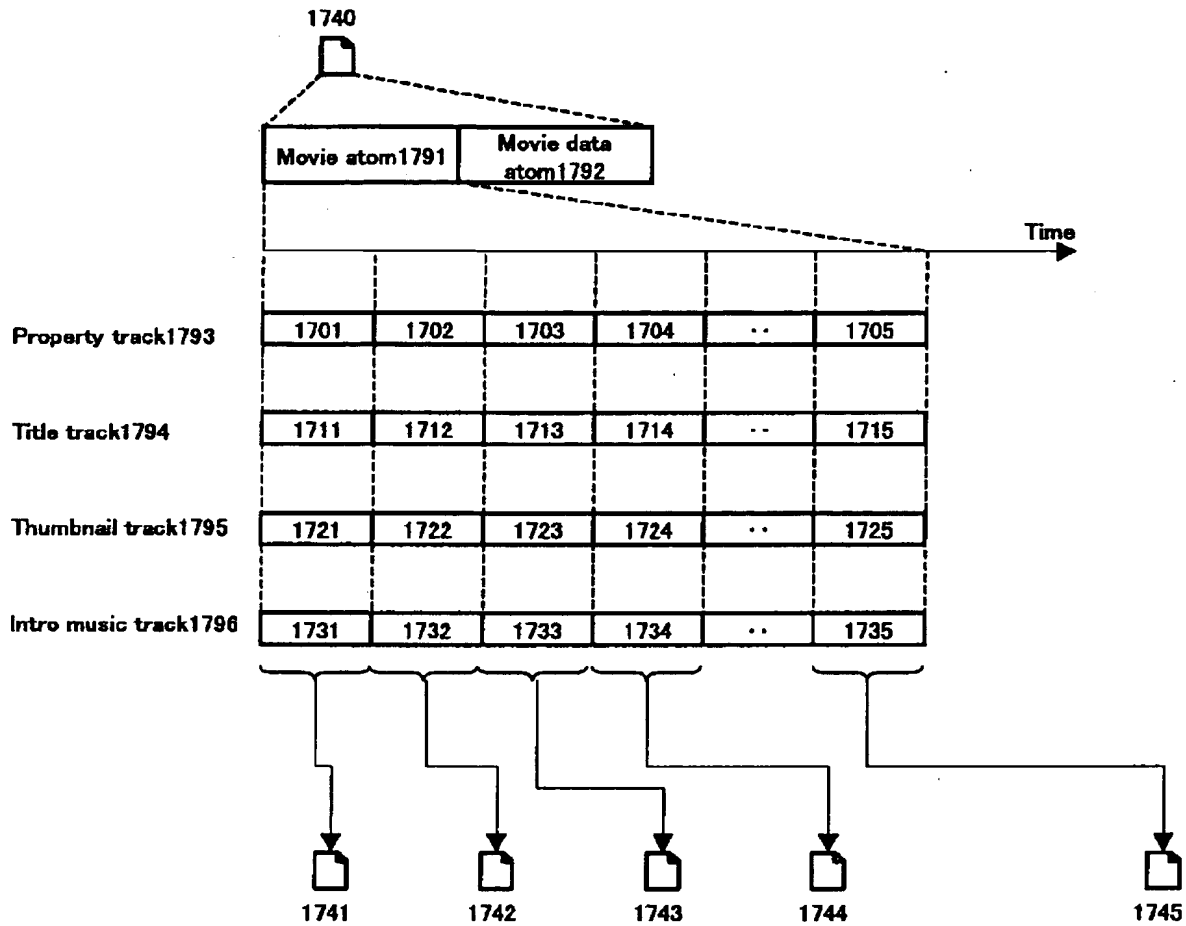 1740
Movie atom1791
Movie data
atom1792
Time
Property track1793
1701 1702 1703 1704 ·· 1705
Title track1794
1711 1712 1713 1714 ·· 1715
Thumbnail track1795
1721 1722 1723 1724 ·· 1725
Intro music track1796
1731 1732 1733 1734 ·· 1735
1741 1742 1743 1744 1745